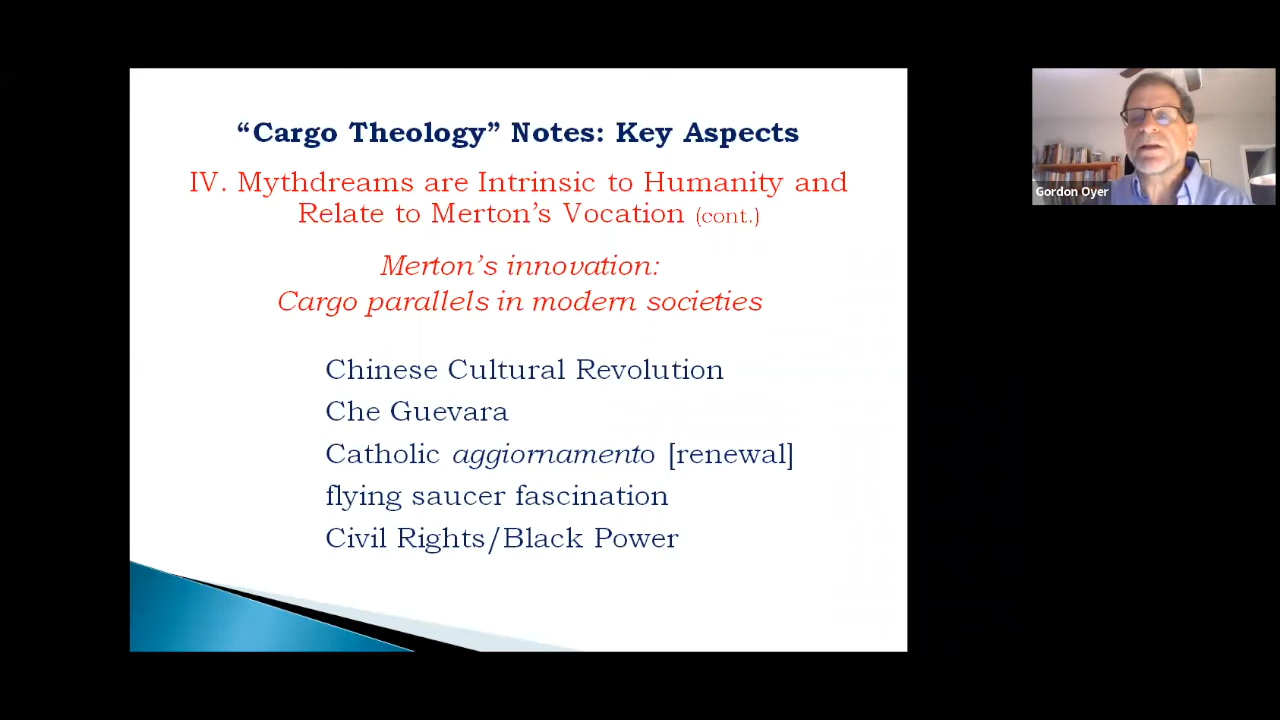 “Cargo Theology” Notes: Key Aspects
IV. Mythdreams are Intrinsic to Humanity and
Relate to Merton’s Vocation (cont.)
Merton’s innovation:
Cargo parallels in modern societies
Chinese Cultural Revolution
Che Guevara
Catholic aggiornamento [renewal]
flying saucer fascination
Civil Rights/Black Power
Gordon Oyer